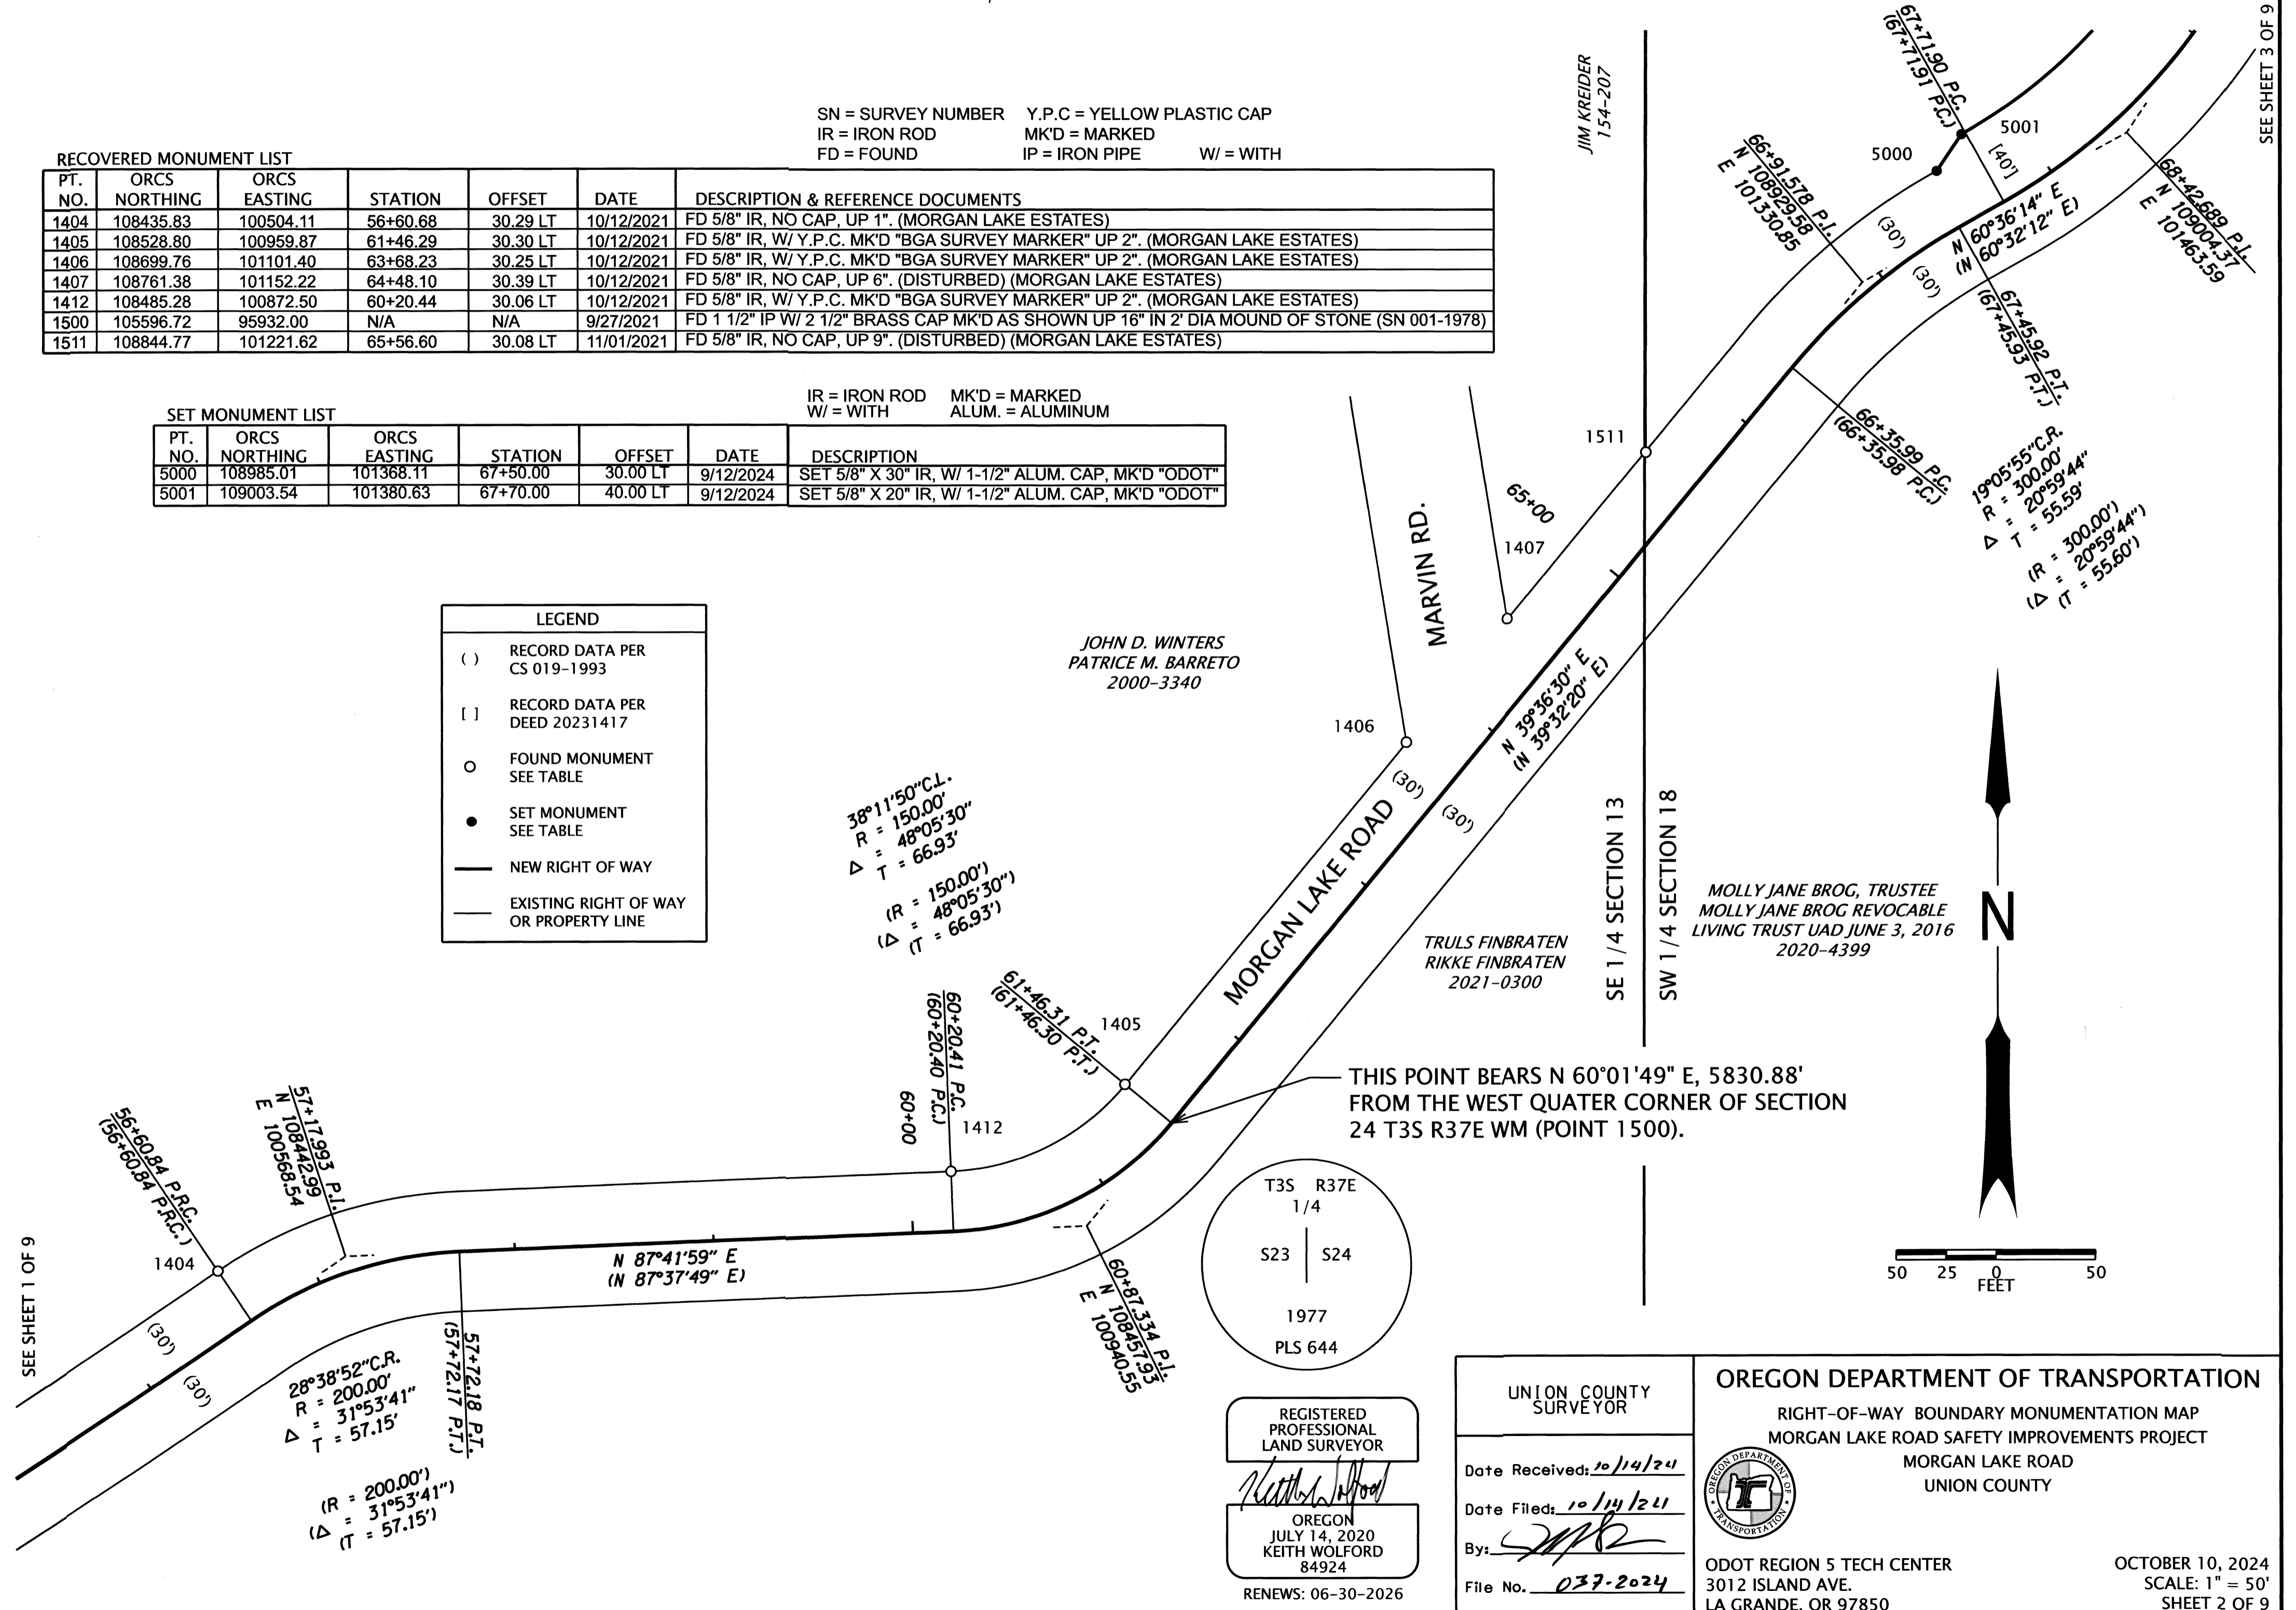 SN = SURVEY NUMBER Y.P.C = YELLOW PLASTIC CAP
IR = IRON ROD MK'D = MARKED
FD = FOUND IP = IRON PIPE W/ = WITH
RECOVERED MONUMENT LIST
PT. NO. ORCS NORTHING ORCS EASTING STATION OFFSET DATE DESCRIPTION & REFERENCE DOCUMENTS
1404 108435.83 100504.11 56+60.68 30.29 LT 10/12/2021 FD 5/8" IR, NO CAP, UP 1". (MORGAN LAKE ESTATES)
1405 108528.80 100959.87 61+46.29 30.30 LT 10/12/2021 FD 5/8" IR, W/ Y.P.C. MK'D "BGA SURVEY MARKER" UP 2". (MORGAN LAKE ESTATES)
1406 108699.76 101101.40 63+68.23 30.25 LT 10/12/2021 FD 5/8" IR, W/ Y.P.C. MK'D "BGA SURVEY MARKER" UP 2". (MORGAN LAKE ESTATES)
1407 108761.38 101152.22 64+48.10 30.39 LT 10/12/2021 FD 5/8" IR, NO CAP, UP 6". (DISTURBED) (MORGAN LAKE ESTATES)
1412 108485.28 100872.50 60+20.44 30.06 LT 10/12/2021 FD 5/8" IR, W/ Y.P.C. MK'D "BGA SURVEY MARKER" UP 2". (MORGAN LAKE ESTATES)
1500 105596.72 95932.00 N/A N/A 9/27/2021 FD 1 1/2" IP W/ 2 1/2" BRASS CAP MK'D AS SHOWN UP 16" IN 2' DIA MOUND OF STONE (SN 001-1978)
1511 108844.77 101221.62 65+56.60 30.08 LT 11/01/2021 FD 5/8" IR, NO CAP, UP 9". (DISTURBED) (MORGAN LAKE ESTATES)
IR = IRON ROD MK'D = MARKED
W/ = WITH ALUM. = ALUMINUM
SET MONUMENT LIST
PT. NO. ORCS NORTHING ORCS EASTING STATION OFFSET DATE DESCRIPTION
5000 108985.01 101368.11 67+50.00 30.00 LT 9/12/2024 SET 5/8" X 30" IR, W/ 1-1/2" ALUM. CAP, MK'D "ODOT"
5001 109003.54 101380.63 67+70.00 40.00 LT 9/12/2024 SET 5/8" X 20" IR, W/ 1-1/2" ALUM. CAP, MK'D "ODOT"
LEGEND
( ) RECORD DATA PER
CS 019-1993
[ ] RECORD DATA PER
DEED 20231417
FOUND MONUMENT
SEE TABLE
SET MONUMENT
SEE TABLE
NEW RIGHT OF WAY
EXISTING RIGHT OF WAY
OR PROPERTY LINE
JIM KREIDER
154-207
67+71.90 P.C.
(67+71.91 P.C.)
SEE SHEET 3 OF 9
5001
5000
[40']
66+91.578 P.I.
N 108929.58
E 101330.85
(30')
(30')
N 60°36'14" E
(N 60°32'12" E)
68+42.689 P.I.
N 109004.37
E 101463.59
67+45.92 P.T.
(67+45.93 P.T.)
66+35.99 P.C.
(66+35.98 P.C.)
19°05'55"C.R.
R = 300.00'
Δ = 20°59'44"
T = 55.59'
(R = 300.00')
(Δ = 20°59'44")
(T = 55.60')
1511
65+00
1407
MARVIN RD.
JOHN D. WINTERS
PATRICE M. BARRETO
2000-3340
1406
(30')
(30')
N 39°36'30" E
(N 39°32'20" E)
MORGAN LAKE ROAD
38°11'50"C.L.
R = 150.00'
Δ = 48°05'30"
T = 66.93'
(R = 150.00')
(Δ = 48°05'30")
(T = 66.93')
SE 1/4 SECTION 13
SW 1/4 SECTION 18
TRULS FINBRATEN
RIKKE FINBRATEN
2021-0300
MOLLY JANE BROG, TRUSTEE
MOLLY JANE BROG REVOCABLE
LIVING TRUST UAD JUNE 3, 2016
2020-4399
N
61+46.31 P.T.
(61+46.30 P.T.)
1405
60+20.41 P.C.
(60+20.40 P.C.)
60+00
1412
THIS POINT BEARS N 60°01'49" E, 5830.88'
FROM THE WEST QUATER CORNER OF SECTION
24 T3S R37E WM (POINT 1500).
56+60.84 P.R.C.
(56+60.84 P.R.C.)
57+17.993 P.I.
N 108442.99
E 100568.54
1404
SEE SHEET 1 OF 9
(30')
(30')
N 87°41'59" E
(N 87°37'49" E)
57+72.18 P.T.
(57+72.17 P.T.)
28°38'52"C.R.
R = 200.00'
Δ = 31°53'41"
T = 57.15'
(R = 200.00')
(Δ = 31°53'41")
(T = 57.15')
60+87.334 P.I.
N 108457.93
E 100940.55
T3S R37E
1/4
S23 S24
1977
PLS 644
50 25 0 50
FEET
REGISTERED
PROFESSIONAL
LAND SURVEYOR
Keith Wolford
OREGON
JULY 14, 2020
KEITH WOLFORD
84924
RENEWS: 06-30-2026
UNION COUNTY
SURVEYOR
Date Received: 10/14/24
Date Filed: 10/14/24
By:
File No. 037-2024
OREGON DEPARTMENT OF TRANSPORTATION
RIGHT-OF-WAY BOUNDARY MONUMENTATION MAP
MORGAN LAKE ROAD SAFETY IMPROVEMENTS PROJECT
MORGAN LAKE ROAD
UNION COUNTY
OREGON DEPARTMENT OF TRANSPORTATION
ODOT REGION 5 TECH CENTER
3012 ISLAND AVE.
LA GRANDE, OR 97850
OCTOBER 10, 2024
SCALE: 1" = 50'
SHEET 2 OF 9